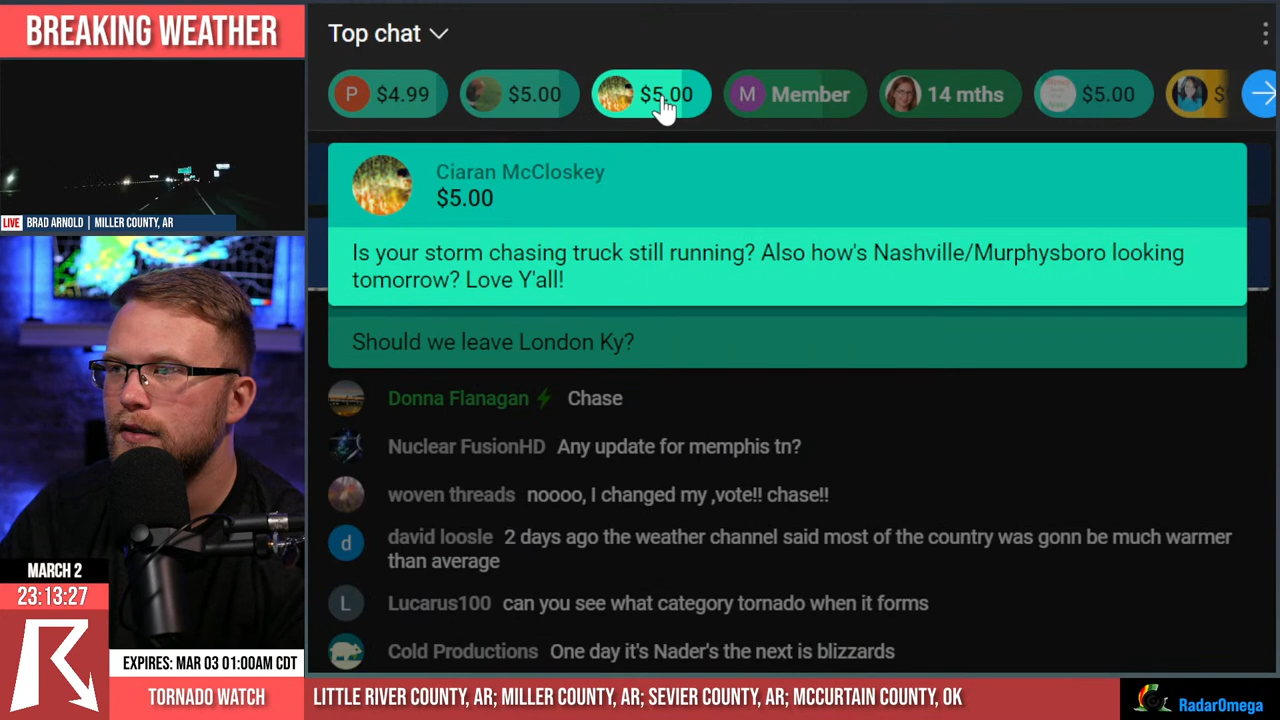 BREAKING WEATHER
Top chat
P $4.99
$5.00
$5.00
M Member
14 mths
$5.00
$
Ciaran McCloskey
$5.00
Is your storm chasing truck still running? Also how's Nashville/Murphysboro looking
tomorrow? Love Y'all!
Should we leave London Ky?
Donna Flanagan Chase
Nuclear FusionHD Any update for memphis tn?
woven threads noooo, I changed my ,vote!! chase!!
d david loosle 2 days ago the weather channel said most of the country was gonn be much warmer
than average
L Lucarus100 can you see what category tornado when it forms
Cold Productions One day it's Nader's the next is blizzards
LIVE BRAD ARNOLD | MILLER COUNTY, AR
MARCH 2
23:13:27
R
EXPIRES: MAR 03 01:00AM CDT
TORNADO WATCH
LITTLE RIVER COUNTY, AR; MILLER COUNTY, AR; SEVIER COUNTY, AR; MCCURTAIN COUNTY, OK
RadarOmega